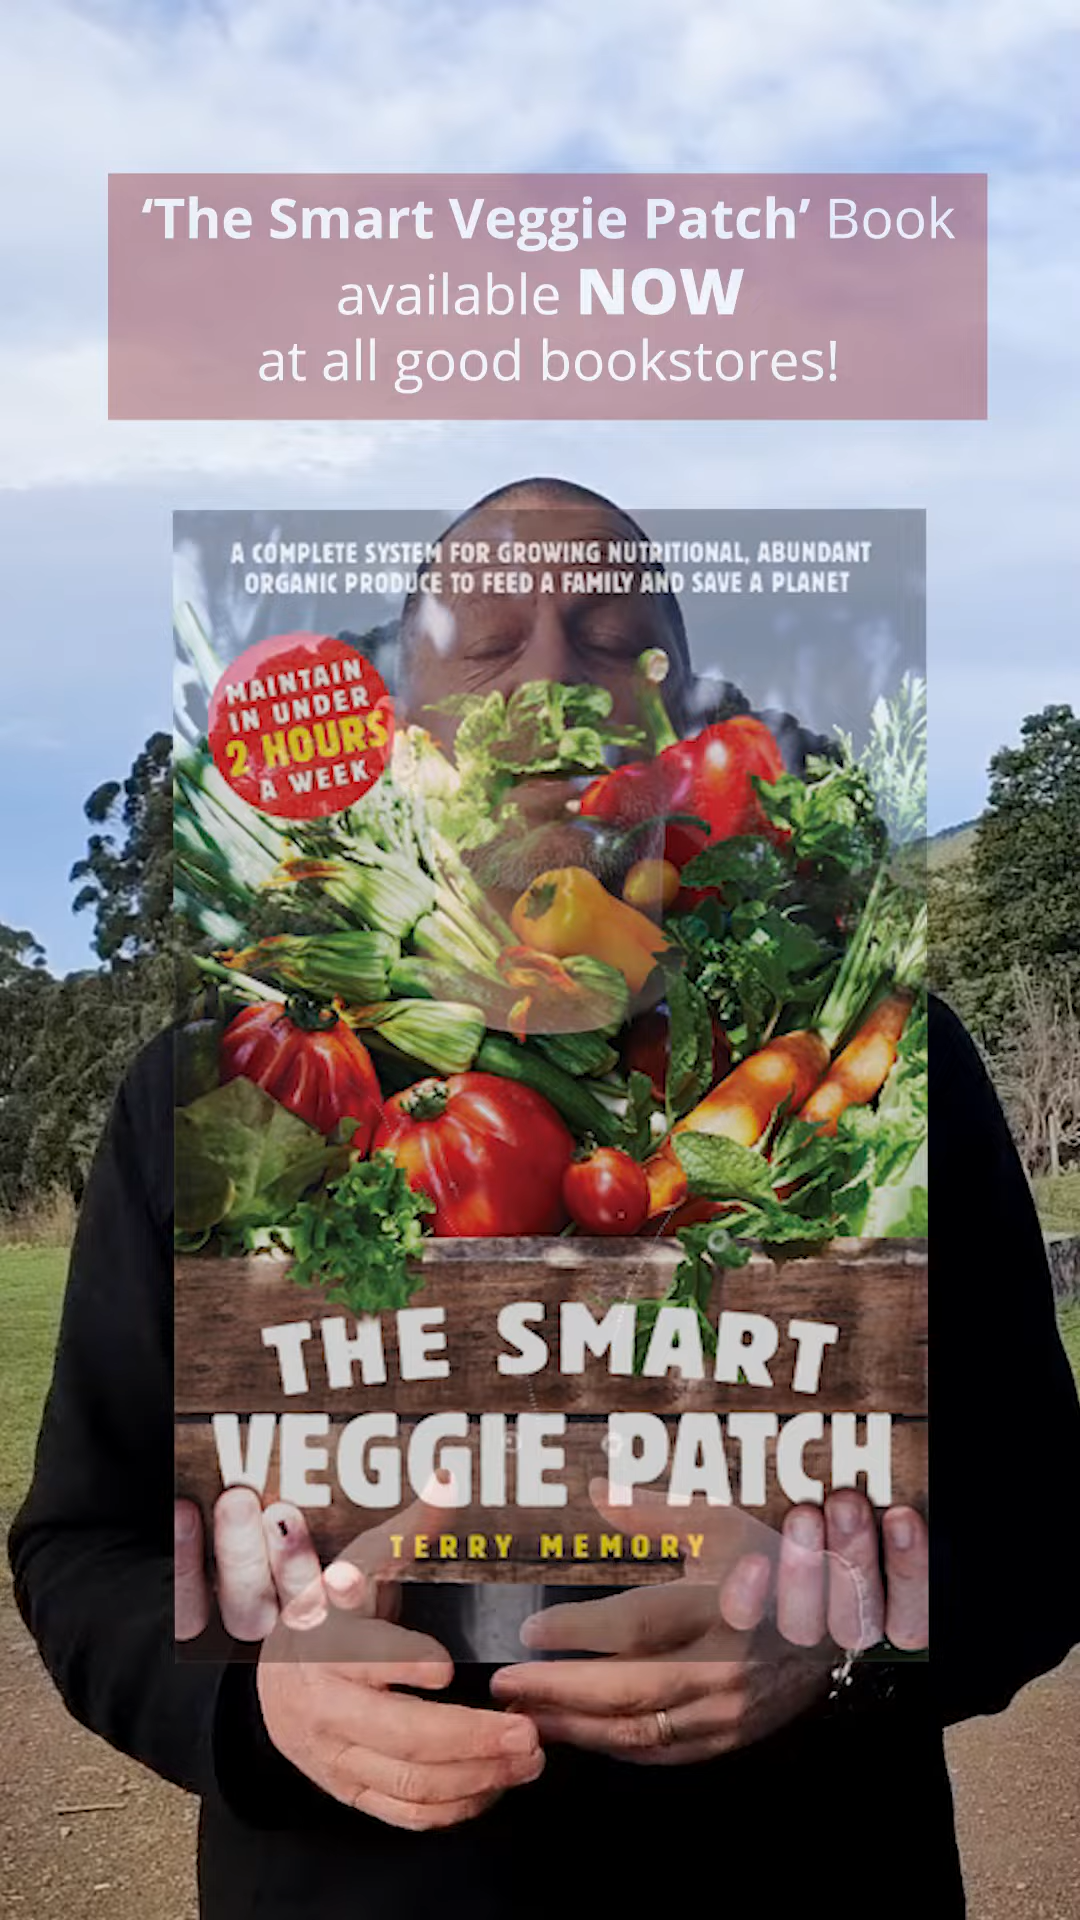 ‘The Smart Veggie Patch’ Book
available NOW
at all good bookstores!
A COMPLETE SYSTEM FOR GROWING NUTRITIONAL, ABUNDANT
ORGANIC PRODUCE TO FEED A FAMILY AND SAVE A PLANET
MAINTAIN
IN UNDER
2 HOURS
A WEEK
THE SMART
VEGGIE PATCH
TERRY MEMORY